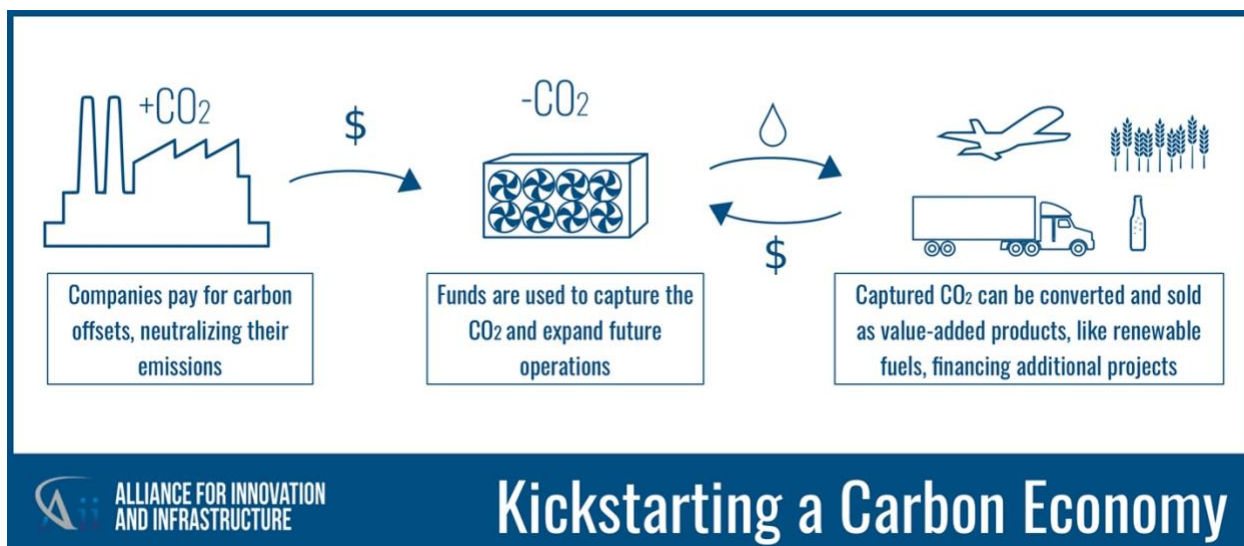 +CO₂
$
-CO₂
$
Companies pay for carbon
offsets, neutralizing their
emissions
Funds are used to capture the
CO₂ and expand future
operations
Captured CO₂ can be converted and sold
as value-added products, like renewable
fuels, financing additional projects
Aii
ALLIANCE FOR INNOVATION
AND INFRASTRUCTURE
Kickstarting a Carbon Economy